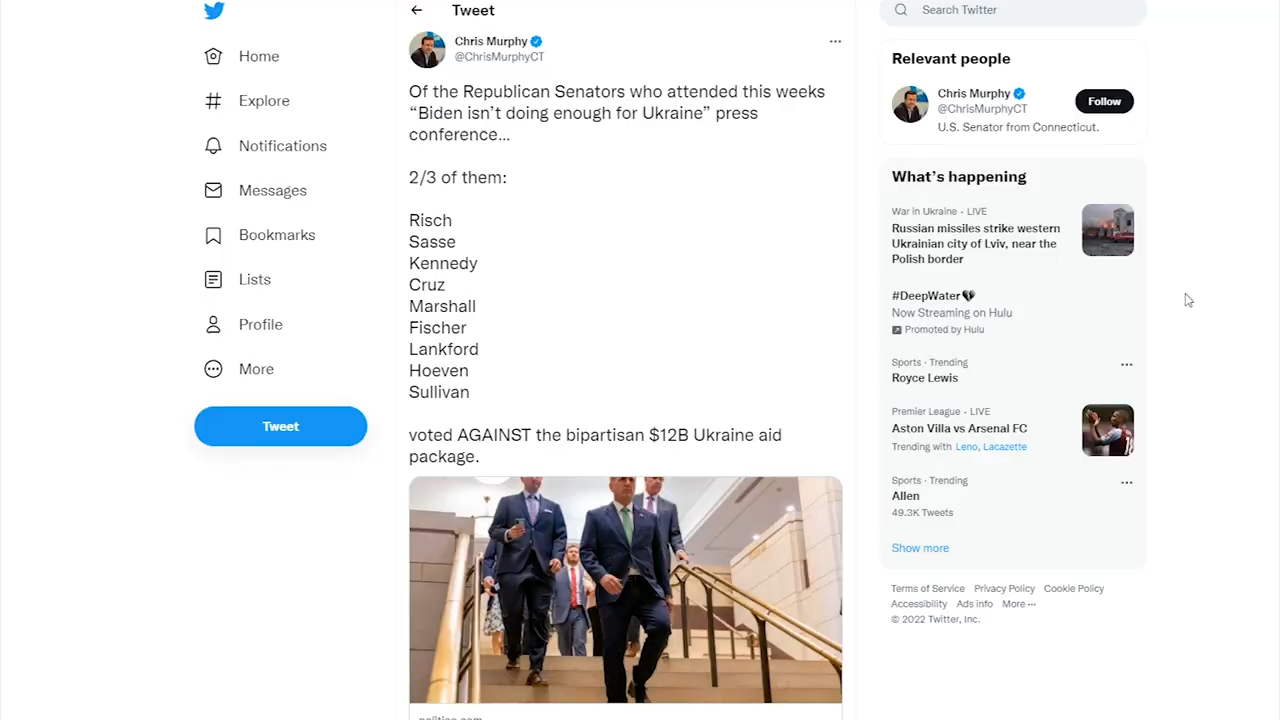 Tweet
Search Twitter
Home
Explore
Notifications
Messages
Bookmarks
Lists
Profile
More
Tweet
Chris Murphy
@ChrisMurphyCT
Of the Republican Senators who attended this weeks
“Biden isn’t doing enough for Ukraine” press
conference...
2/3 of them:
Risch
Sasse
Kennedy
Cruz
Marshall
Fischer
Lankford
Hoeven
Sullivan
voted AGAINST the bipartisan $12B Ukraine aid
package.
politico.com
Relevant people
Chris Murphy
@ChrisMurphyCT
Follow
U.S. Senator from Connecticut.
What’s happening
War in Ukraine · LIVE
Russian missiles strike western
Ukrainian city of Lviv, near the
Polish border
#DeepWater💔
Now Streaming on Hulu
Promoted by Hulu
Sports · Trending
Royce Lewis
Premier League · LIVE
Aston Villa vs Arsenal FC
Trending with Leno, Lacazette
Sports · Trending
Allen
49.3K Tweets
Show more
Terms of Service Privacy Policy Cookie Policy
Accessibility Ads info More ···
© 2022 Twitter, Inc.